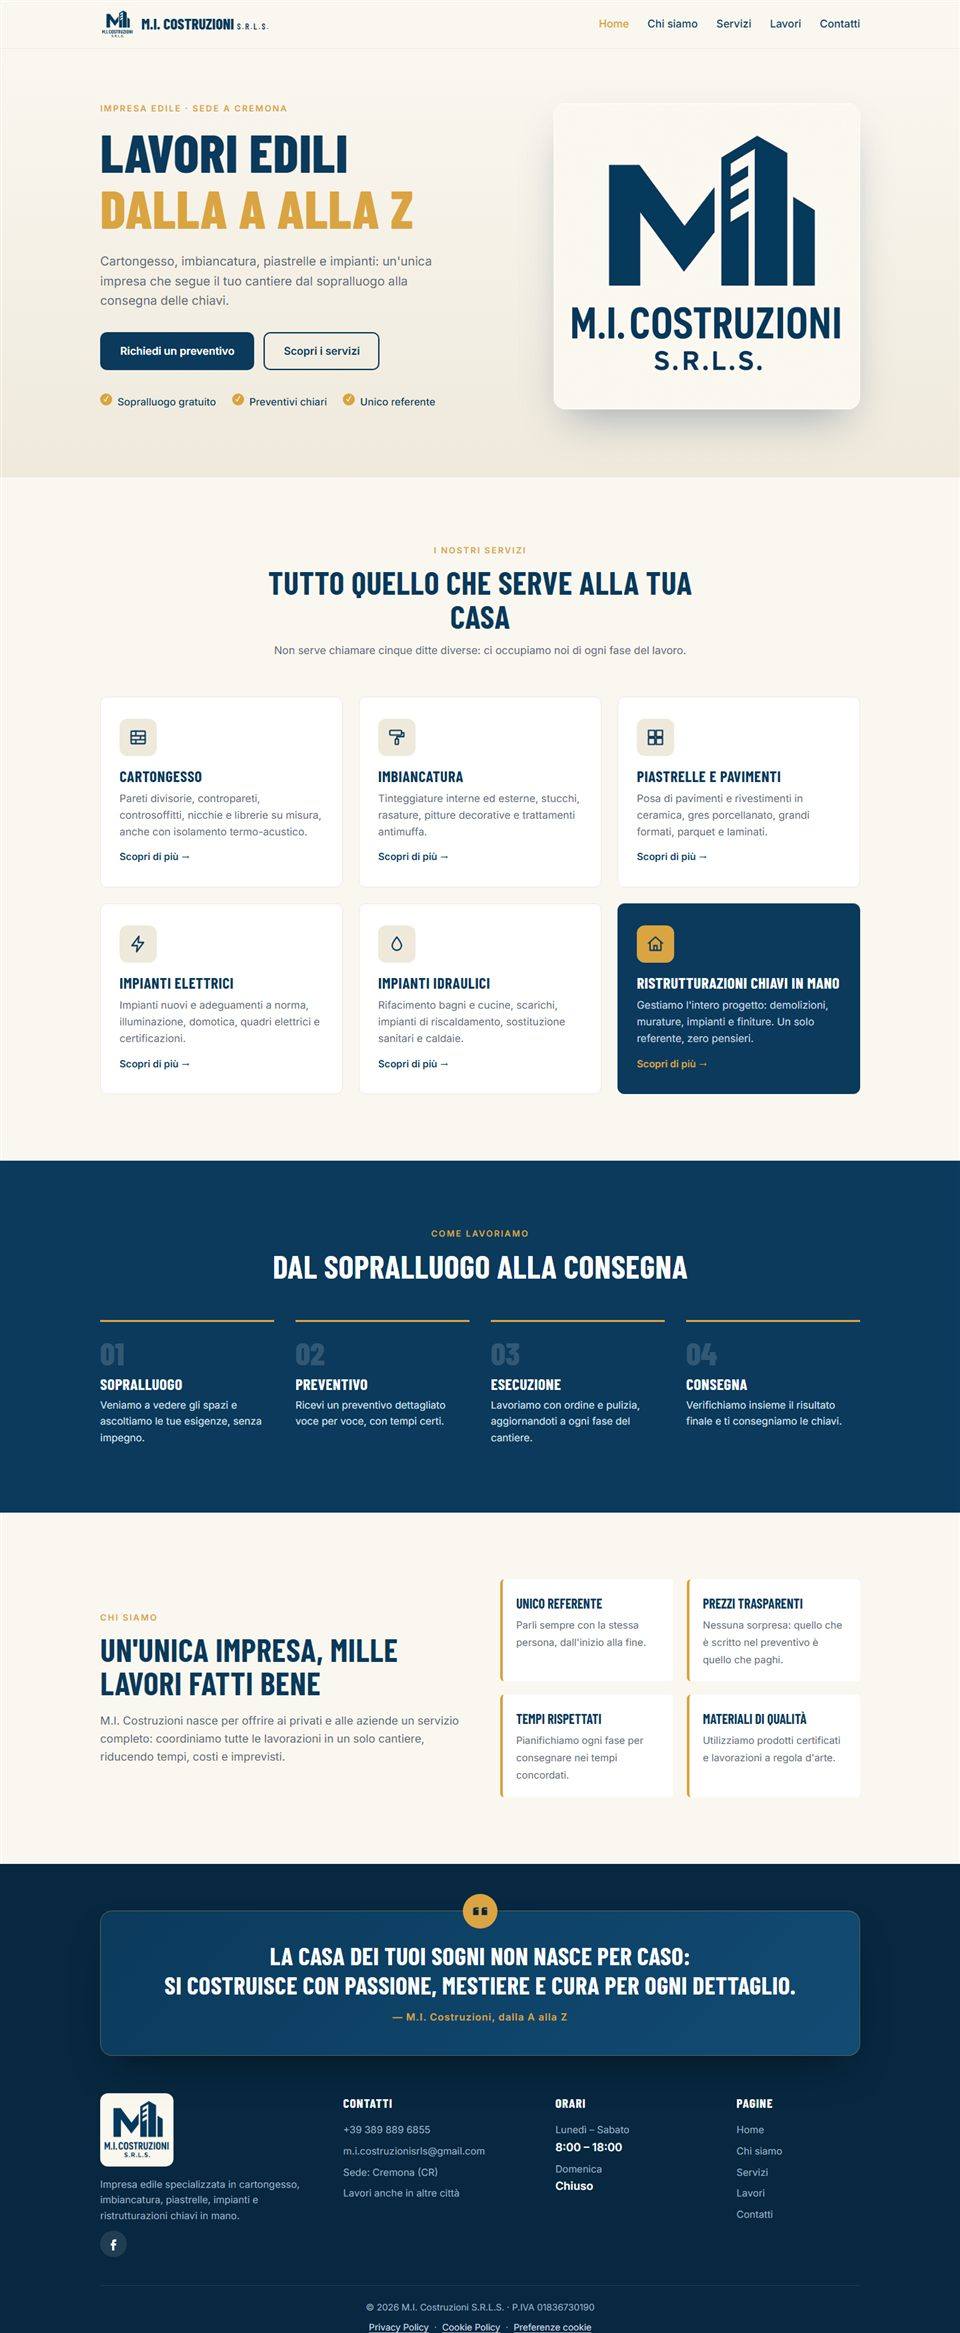 M.I. COSTRUZIONI S.R.L.S.
M.I. COSTRUZIONI S.R.L.S.
Home Chi siamo Servizi Lavori Contatti
IMPRESA EDILE · SEDE A CREMONA
LAVORI EDILI
DALLA A ALLA Z
Cartongesso, imbiancatura, piastrelle e impianti: un'unica
impresa che segue il tuo cantiere dal sopralluogo alla
consegna delle chiavi.
Richiedi un preventivo
Scopri i servizi
Sopralluogo gratuito
Preventivi chiari
Unico referente
M.I. COSTRUZIONI
S.R.L.S.
I NOSTRI SERVIZI
TUTTO QUELLO CHE SERVE ALLA TUA
CASA
Non serve chiamare cinque ditte diverse: ci occupiamo noi di ogni fase del lavoro.
CARTONGESSO
Pareti divisorie, contropareti,
controsoffitti, nicchie e librerie su misura,
anche con isolamento termo-acustico.
Scopri di più →
IMBIANCATURA
Tinteggiature interne ed esterne, stucchi,
rasature, pitture decorative e trattamenti
antimuffa.
Scopri di più →
PIASTRELLE E PAVIMENTI
Posa di pavimenti e rivestimenti in
ceramica, gres porcellanato, grandi
formati, parquet e laminati.
Scopri di più →
IMPIANTI ELETTRICI
Impianti nuovi e adeguamenti a norma,
illuminazione, domotica, quadri elettrici e
certificazioni.
Scopri di più →
IMPIANTI IDRAULICI
Rifacimento bagni e cucine, scarichi,
impianti di riscaldamento, sostituzione
sanitari e caldaie.
Scopri di più →
RISTRUTTURAZIONI CHIAVI IN MANO
Gestiamo l'intero progetto: demolizioni,
murature, impianti e finiture. Un solo
referente, zero pensieri.
Scopri di più →
COME LAVORIAMO
DAL SOPRALLUOGO ALLA CONSEGNA
01
SOPRALLUOGO
Veniamo a vedere gli spazi e
ascoltiamo le tue esigenze, senza
impegno.
02
PREVENTIVO
Ricevi un preventivo dettagliato
voce per voce, con tempi certi.
03
ESECUZIONE
Lavoriamo con ordine e pulizia,
aggiornandoti a ogni fase del
cantiere.
04
CONSEGNA
Verifichiamo insieme il risultato
finale e ti consegniamo le chiavi.
CHI SIAMO
UN'UNICA IMPRESA, MILLE
LAVORI FATTI BENE
M.I. Costruzioni nasce per offrire ai privati e alle aziende un servizio
completo: coordiniamo tutte le lavorazioni in un solo cantiere,
riducendo tempi, costi e imprevisti.
UNICO REFERENTE
Parli sempre con la stessa
persona, dall'inizio alla fine.
PREZZI TRASPARENTI
Nessuna sorpresa: quello che
è scritto nel preventivo è
quello che paghi.
TEMPI RISPETTATI
Pianifichiamo ogni fase per
consegnare nei tempi
concordati.
MATERIALI DI QUALITÀ
Utilizziamo prodotti certificati
e lavorazioni a regola d'arte.
LA CASA DEI TUOI SOGNI NON NASCE PER CASO:
SI COSTRUISCE CON PASSIONE, MESTIERE E CURA PER OGNI DETTAGLIO.
— M.I. Costruzioni, dalla A alla Z
M.I. COSTRUZIONI
S.R.L.S.
Impresa edile specializzata in cartongesso,
imbiancatura, piastrelle, impianti e
ristrutturazioni chiavi in mano.
CONTATTI
+39 389 889 6855
m.i.costruzionisrls@gmail.com
Sede: Cremona (CR)
Lavori anche in altre città
ORARI
Lunedì – Sabato
8:00 – 18:00
Domenica
Chiuso
PAGINE
Home
Chi siamo
Servizi
Lavori
Contatti
© 2026 M.I. Costruzioni S.R.L.S. · P.IVA 01836730190
Privacy Policy · Cookie Policy · Preferenze cookie